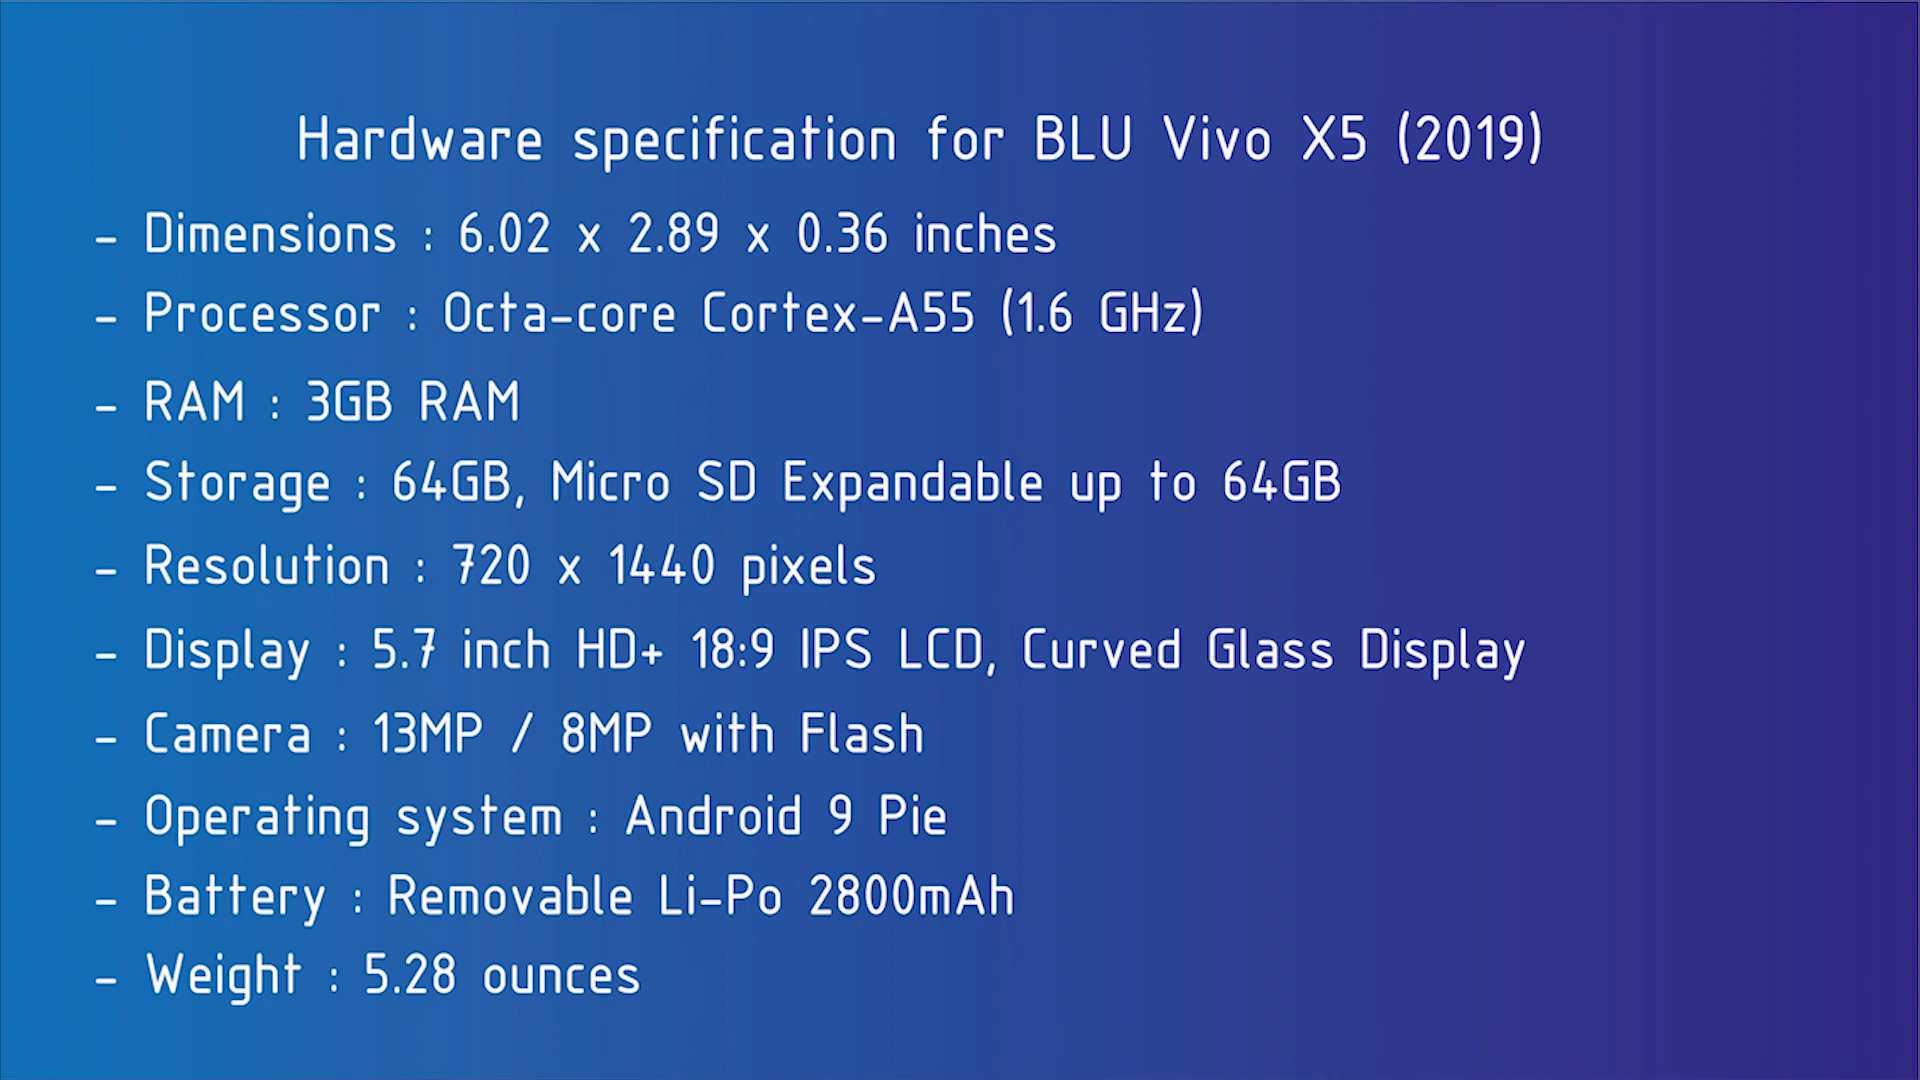 Hardware specification for BLU Vivo X5 (2019)
- Dimensions : 6.02 x 2.89 x 0.36 inches
- Processor : Octa-core Cortex-A55 (1.6 GHz)
- RAM : 3GB RAM
- Storage : 64GB, Micro SD Expandable up to 64GB
- Resolution : 720 x 1440 pixels
- Display : 5.7 inch HD+ 18:9 IPS LCD, Curved Glass Display
- Camera : 13MP / 8MP with Flash
- Operating system : Android 9 Pie
- Battery : Removable Li-Po 2800mAh
- Weight : 5.28 ounces